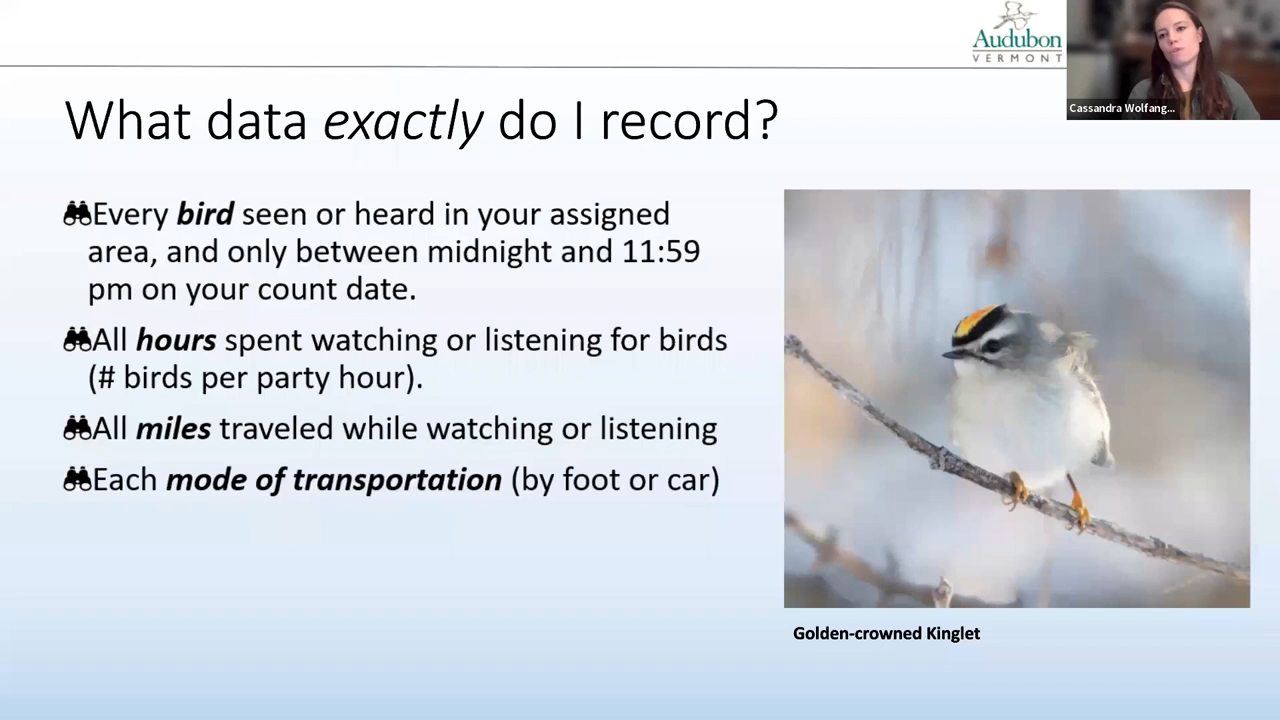 Audubon
VERMONT
Cassandra Wolfang...
What data exactly do I record?
Every bird seen or heard in your assigned
area, and only between midnight and 11:59
pm on your count date.
All hours spent watching or listening for birds
(# birds per party hour).
All miles traveled while watching or listening
Each mode of transportation (by foot or car)
Golden-crowned Kinglet